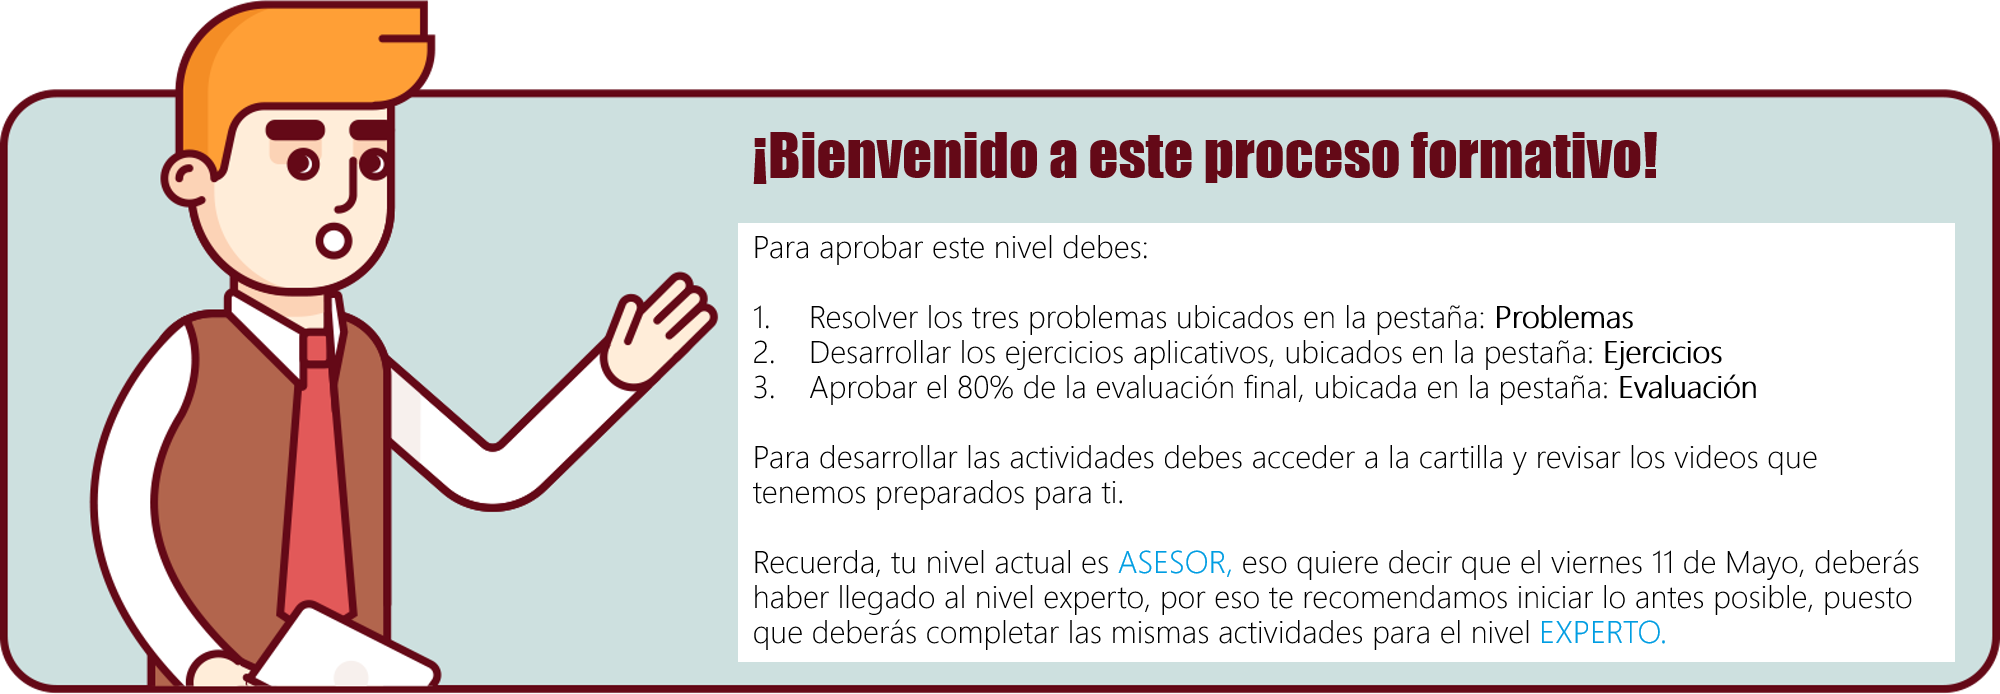 ¡Bienvenido a este proceso formativo!
Para aprobar este nivel debes:
1. Resolver los tres problemas ubicados en la pestaña: Problemas
2. Desarrollar los ejercicios aplicativos, ubicados en la pestaña: Ejercicios
3. Aprobar el 80% de la evaluación final, ubicada en la pestaña: Evaluación
Para desarrollar las actividades debes acceder a la cartilla y revisar los videos que
tenemos preparados para ti.
Recuerda, tu nivel actual es ASESOR, eso quiere decir que el viernes 11 de Mayo, deberás
haber llegado al nivel experto, por eso te recomendamos iniciar lo antes posible, puesto
que deberás completar las mismas actividades para el nivel EXPERTO.